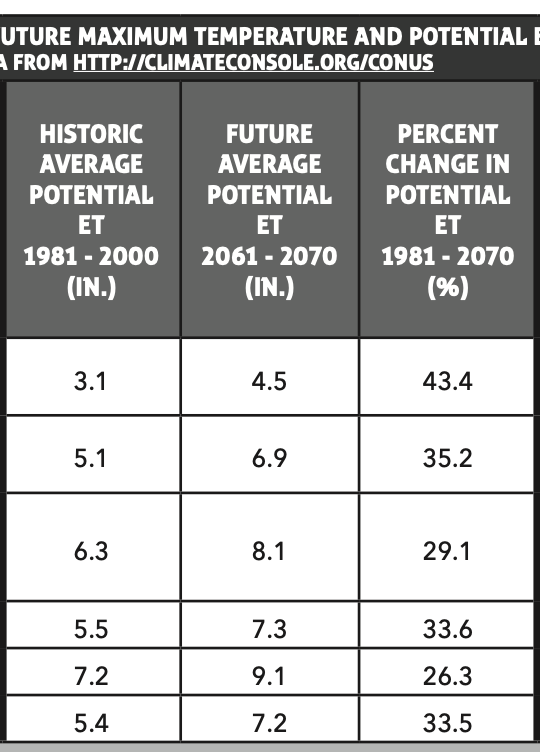 UTURE MAXIMUM TEMPERATURE AND POTENTIAL E
A FROM HTTP://CLIMATECONSOLE.ORG/CONUS
HISTORIC
AVERAGE
POTENTIAL
ET
1981 - 2000
(IN.)
FUTURE
AVERAGE
POTENTIAL
ET
2061 - 2070
(IN.)
PERCENT
CHANGE IN
POTENTIAL
ET
1981 - 2070
(%)
3.1 4.5 43.4
5.1 6.9 35.2
6.3 8.1 29.1
5.5 7.3 33.6
7.2 9.1 26.3
5.4 7.2 33.5